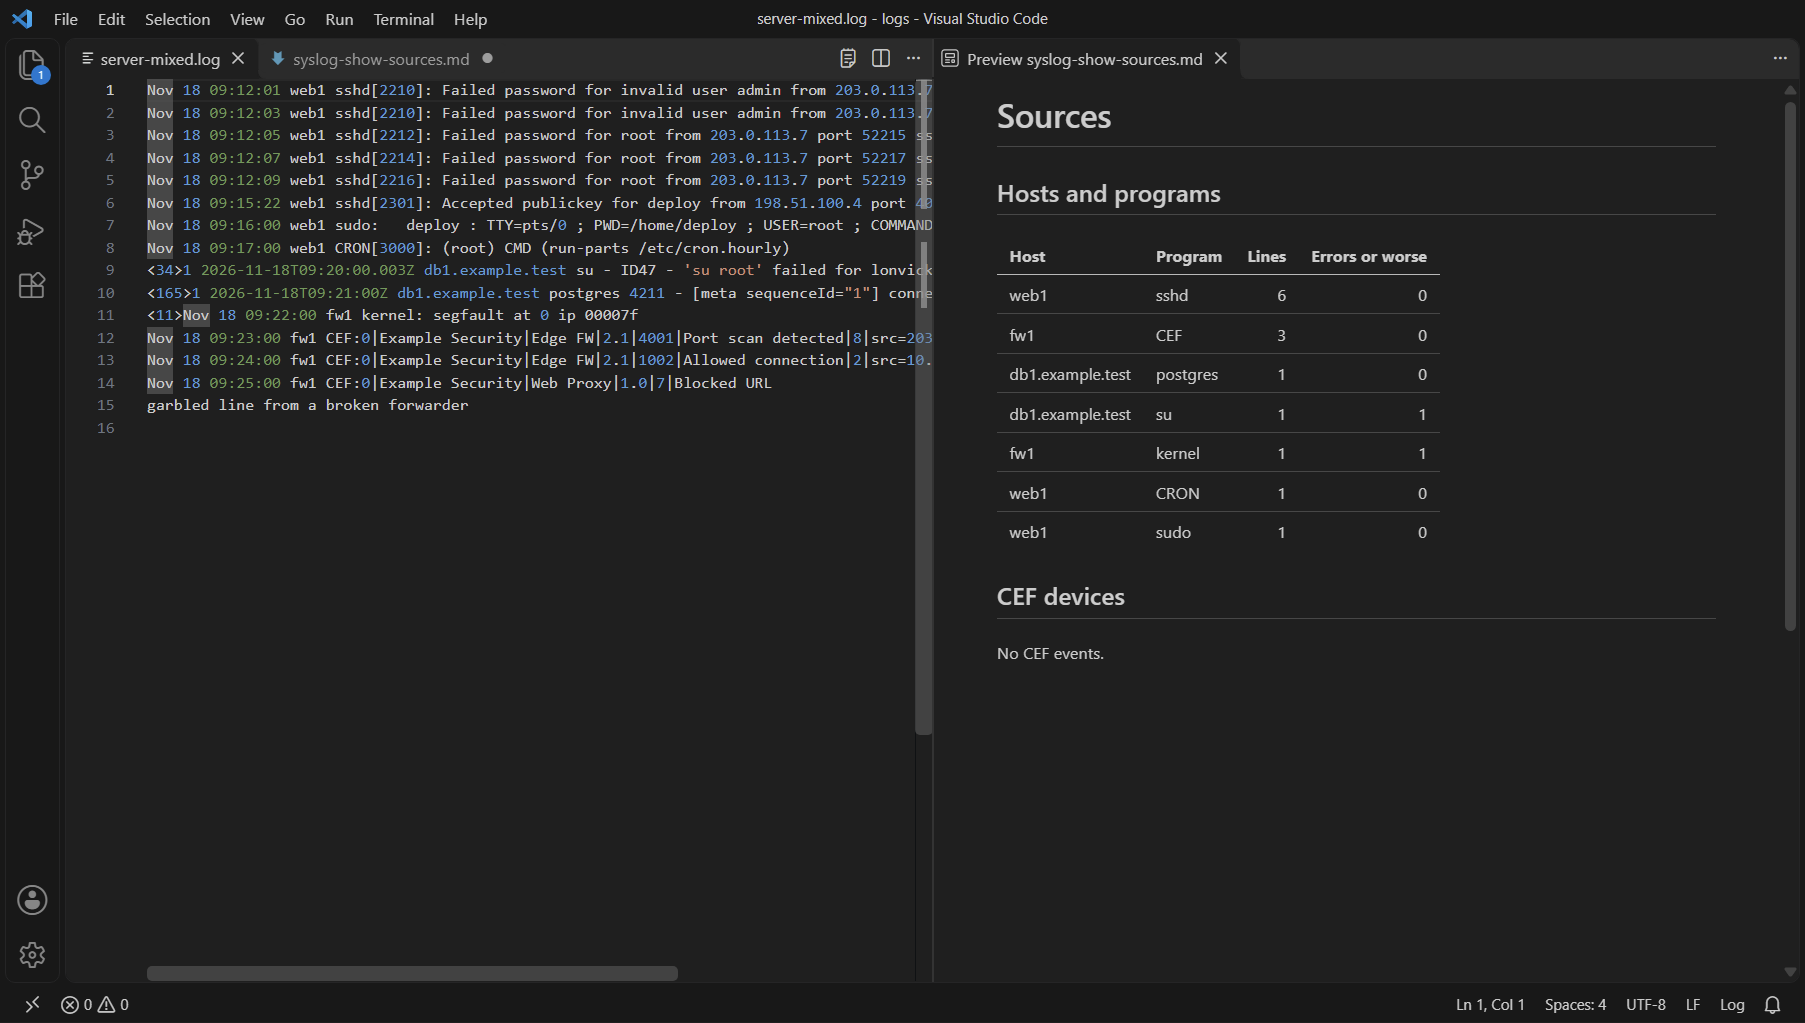 File Edit Selection View Go Run Terminal Help
server-mixed.log - logs - Visual Studio Code
server-mixed.log
syslog-show-sources.md
Preview syslog-show-sources.md
1
1 Nov 18 09:12:01 web1 sshd[2210]: Failed password for invalid user admin from 203.0.113.7
2 Nov 18 09:12:03 web1 sshd[2210]: Failed password for invalid user admin from 203.0.113.7
3 Nov 18 09:12:05 web1 sshd[2212]: Failed password for root from 203.0.113.7 port 52215 ss
4 Nov 18 09:12:07 web1 sshd[2214]: Failed password for root from 203.0.113.7 port 52217 ss
5 Nov 18 09:12:09 web1 sshd[2216]: Failed password for root from 203.0.113.7 port 52219 ss
6 Nov 18 09:15:22 web1 sshd[2301]: Accepted publickey for deploy from 198.51.100.4 port 40
7 Nov 18 09:16:00 web1 sudo:   deploy : TTY=pts/0 ; PWD=/home/deploy ; USER=root ; COMMAND
8 Nov 18 09:17:00 web1 CRON[3000]: (root) CMD (run-parts /etc/cron.hourly)
9 <34>1 2026-11-18T09:20:00.003Z db1.example.test su - ID47 - 'su root' failed for lonvick
10 <165>1 2026-11-18T09:21:00Z db1.example.test postgres 4211 - [meta sequenceId="1"] conne
11 <11>Nov 18 09:22:00 fw1 kernel: segfault at 0 ip 00007f
12 Nov 18 09:23:00 fw1 CEF:0|Example Security|Edge FW|2.1|4001|Port scan detected|8|src=203
13 Nov 18 09:24:00 fw1 CEF:0|Example Security|Edge FW|2.1|1002|Allowed connection|2|src=10.
14 Nov 18 09:25:00 fw1 CEF:0|Example Security|Web Proxy|1.0|7|Blocked URL
15 garbled line from a broken forwarder
16
Sources
Hosts and programs
Host Program Lines Errors or worse
web1 sshd 6 0
fw1 CEF 3 0
db1.example.test postgres 1 0
db1.example.test su 1 1
fw1 kernel 1 1
web1 CRON 1 0
web1 sudo 1 0
CEF devices
No CEF events.
0 0
Ln 1, Col 1 Spaces: 4 UTF-8 LF Log